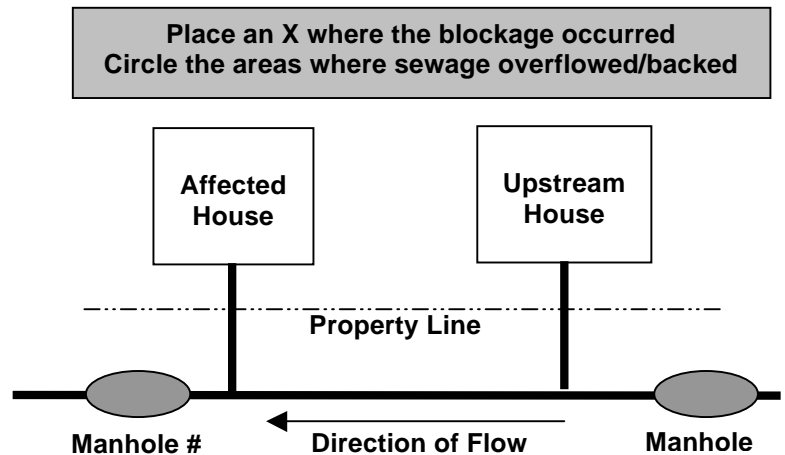 Place an X where the blockage occurred
Circle the areas where sewage overflowed/backed
Affected
House
Upstream
House
Property Line
Manhole #
Direction of Flow
Manhole